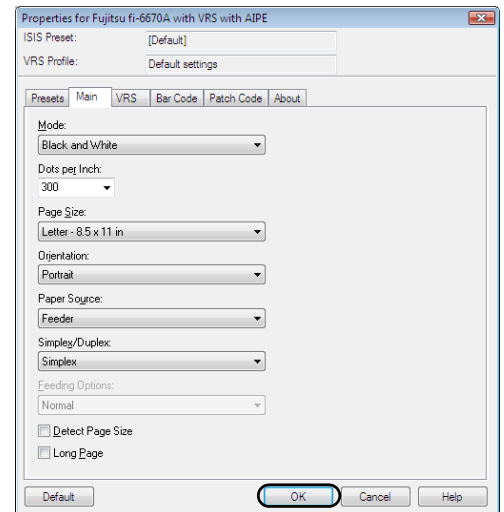 Properties for Fujitsu fi-6670A with VRS with AIPE
ISIS Preset: [Default]
VRS Profile: Default settings
Presets Main VRS Bar Code Patch Code About
Mode:
Black and White
Dots per Inch:
300
Page Size:
Letter - 8.5 x 11 in
Orientation:
Portrait
Paper Source:
Feeder
Simplex/Duplex:
Simplex
Feeding Options:
Normal
Detect Page Size
Long Page
Default OK Cancel Help